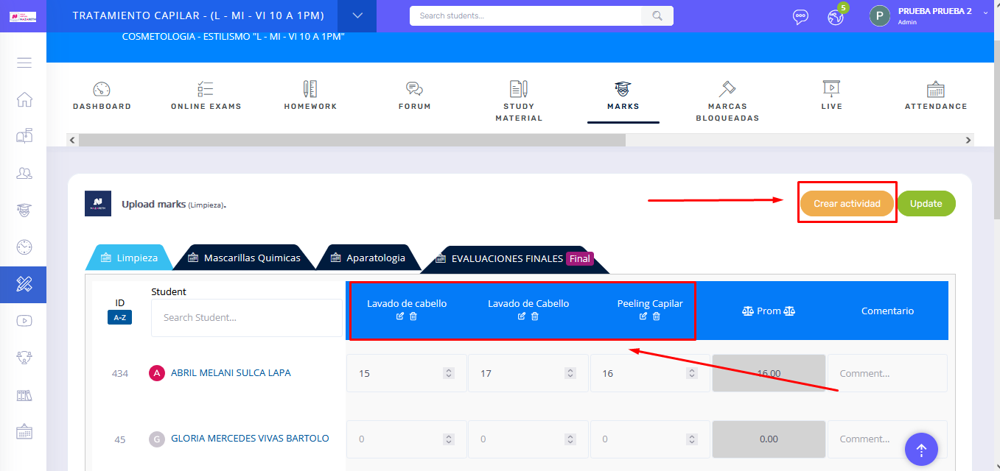 TRATAMIENTO CAPILAR - (L - MI - VI 10 A 1PM)
Search students...
5
P
PRUEBA PRUEBA 2
Admin
COSMETOLOGIA - ESTILISMO "L - MI - VI 10 A 1PM"
DASHBOARD
ONLINE EXAMS
HOMEWORK
FORUM
STUDY
MATERIAL
MARKS
MARCAS
BLOQUEADAS
LIVE
ATTENDANCE
Upload marks (Limpieza).
Crear actividad
Update
Limpieza
Mascarillas Quimicas
Aparatologia
EVALUACIONES FINALES Final
ID
A-Z
Student
Search Student...
Lavado de cabello
Lavado de Cabello
Peeling Capilar
Prom
Comentario
434 A ABRIL MELANI SULCA LAPA 15 17 16 16.00 Comment...
45 G GLORIA MERCEDES VIVAS BARTOLO 0 0 0 0.00 Comment...